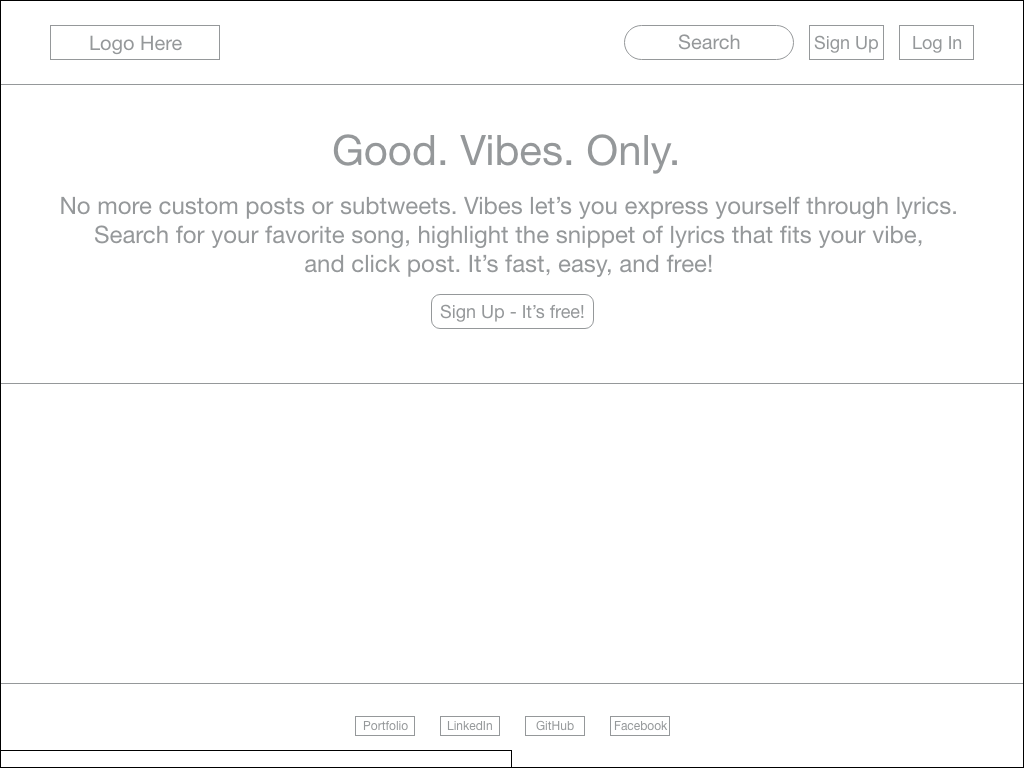 Logo Here
Search
Sign Up
Log In
Good. Vibes. Only.
No more custom posts or subtweets. Vibes let’s you express yourself through lyrics.
Search for your favorite song, highlight the snippet of lyrics that fits your vibe,
and click post. It’s fast, easy, and free!
Sign Up - It’s free!
Portfolio
LinkedIn
GitHub
Facebook